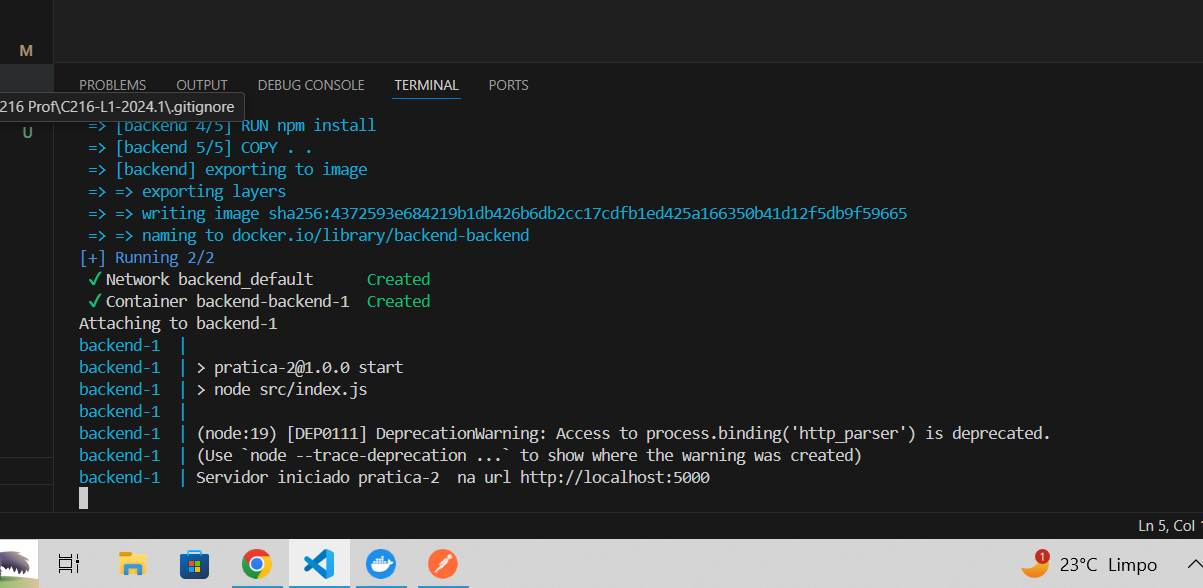 M
PROBLEMS OUTPUT DEBUG CONSOLE TERMINAL PORTS
216 Prof\C216-L1-2024.1\.gitignore
U
=> [backend 4/5] RUN npm install
=> [backend 5/5] COPY . .
=> [backend] exporting to image
=> => exporting layers
=> => writing image sha256:4372593e684219b1db426b6db2cc17cdfb1ed425a166350b41d12f5db9f59665
=> => naming to docker.io/library/backend-backend
[+] Running 2/2
✓ Network backend_default Created
✓ Container backend-backend-1 Created
Attaching to backend-1
backend-1 |
backend-1 | > pratica-2@1.0.0 start
backend-1 | > node src/index.js
backend-1 |
backend-1 | (node:19) [DEP0111] DeprecationWarning: Access to process.binding('http_parser') is deprecated.
backend-1 | (Use `node --trace-deprecation ...` to show where the warning was created)
backend-1 | Servidor iniciado pratica-2  na url http://localhost:5000
Ln 5, Col 1
1
23°C Limpo